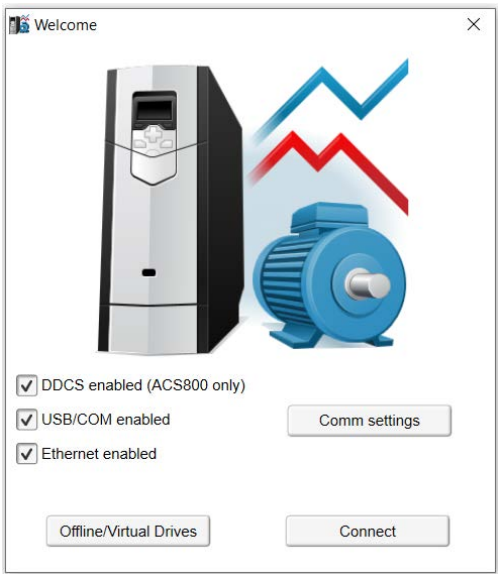 Welcome
DDCS enabled (ACS800 only)
USB/COM enabled
Comm settings
Ethernet enabled
Offline/Virtual Drives
Connect